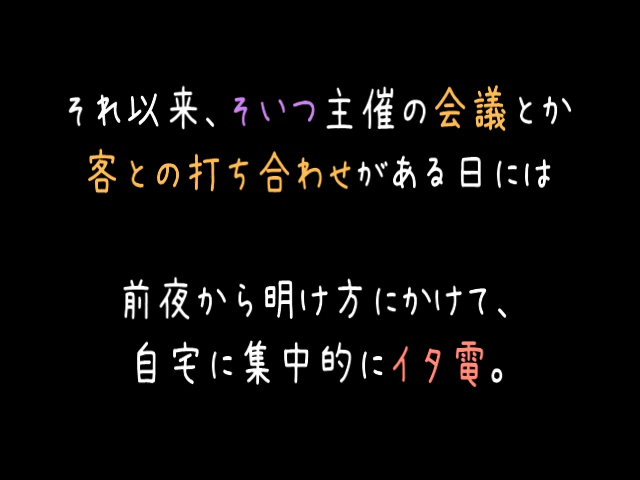 それ以来、そいつ主催の会議とか
客との打ち合わせがある日には
前夜から明け方にかけて、
自宅に集中的にイタ電。